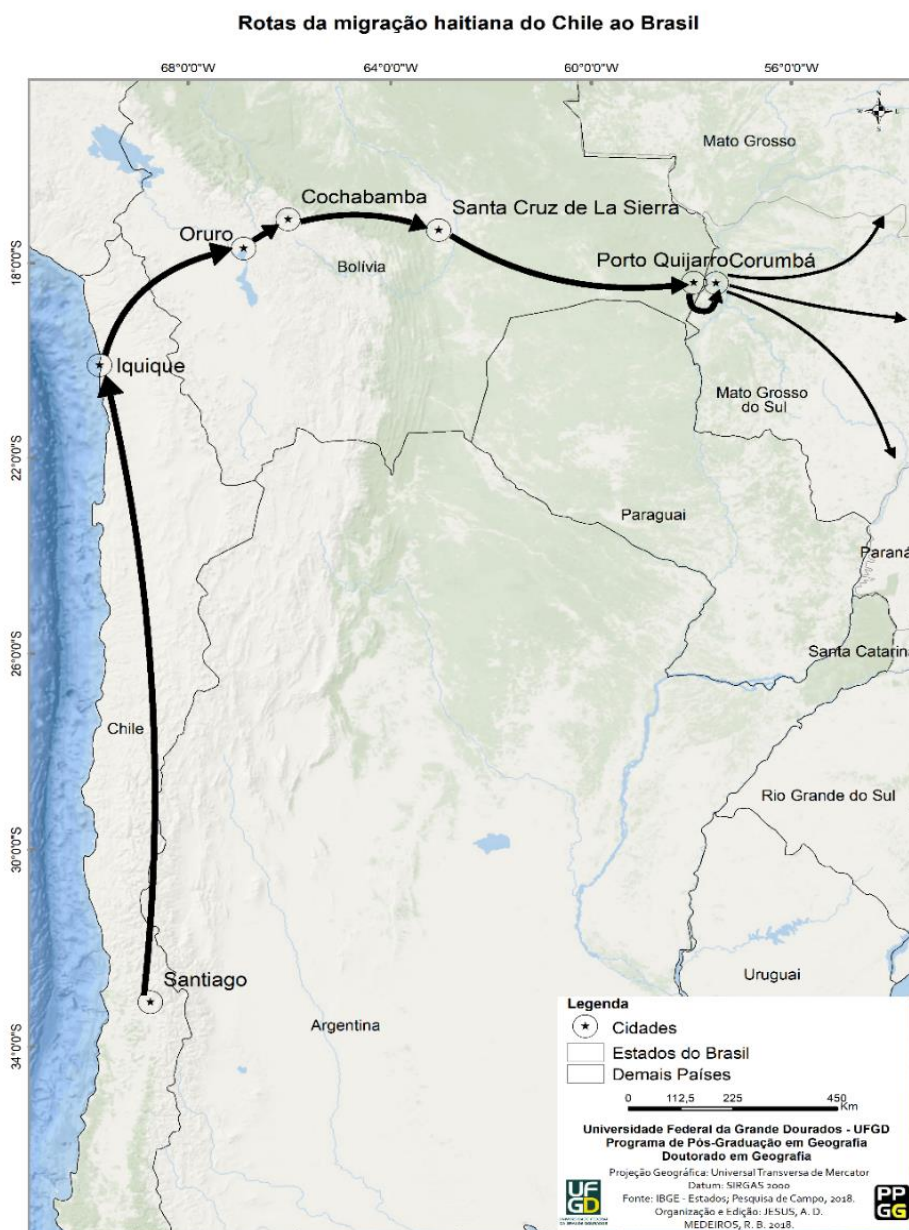 Rotas da migração haitiana do Chile ao Brasil
68°0'0"W 64°0'0"W 60°0'0"W 56°0'0"W
N
Mato Grosso
Cochabamba
Santa Cruz de La Sierra
Oruro
18°0'0"S
Bolívia
Porto Quijarro
Corumbá
Iquique
Mato Grosso
do Sul
22°0'0"S
Paraguai
Paraná
26°0'0"S
Santa Catarina
Chile
Rio Grande do Sul
30°0'0"S
Santiago
Uruguai
Argentina
34°0'0"S
Legenda
Cidades
Estados do Brasil
Demais Países
0 112,5 225 450
Km
Universidade Federal da Grande Dourados - UFGD
Programa de Pós-Graduação em Geografia
Doutorado em Geografia
Projeção Geográfica: Universal Transversa de Mercator
Datum: SIRGAS 2000
Fonte: IBGE - Estados; Pesquisa de Campo, 2018.
Organização e Edição: JESUS, A. D.
MEDEIROS, R. B. 2018.
UF
GD
PP
GG